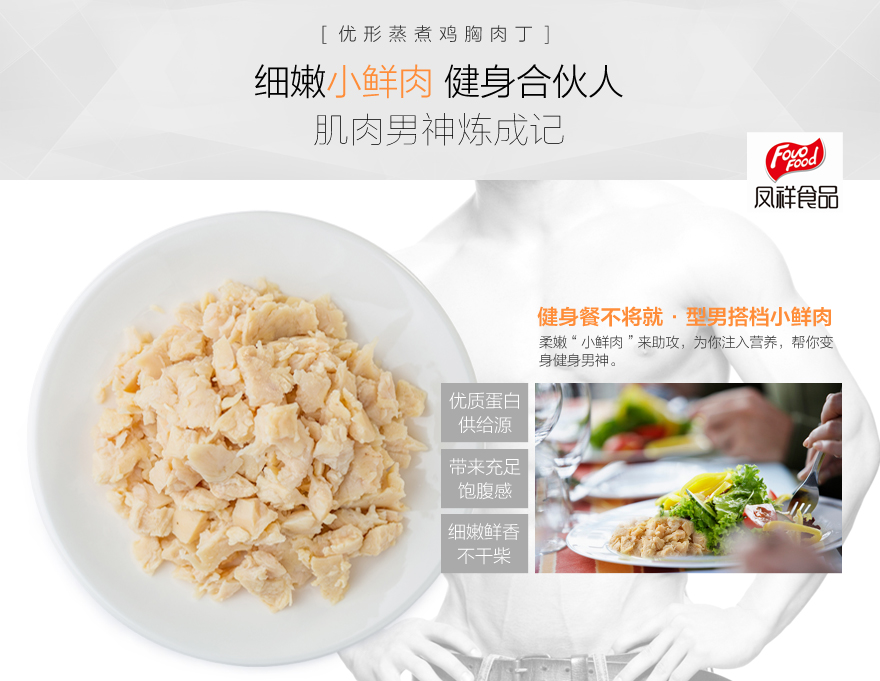 [ 优形蒸煮鸡胸肉丁 ]
细嫩小鲜肉 健身合伙人
肌肉男神炼成记
Fovo
Food
凤祥食品
健身餐不将就 · 型男搭档小鲜肉
柔嫩“小鲜肉”来助攻，为你注入营养，帮你变
身健身男神。
优质蛋白
供给源
带来充足
饱腹感
细嫩鲜香
不干柴